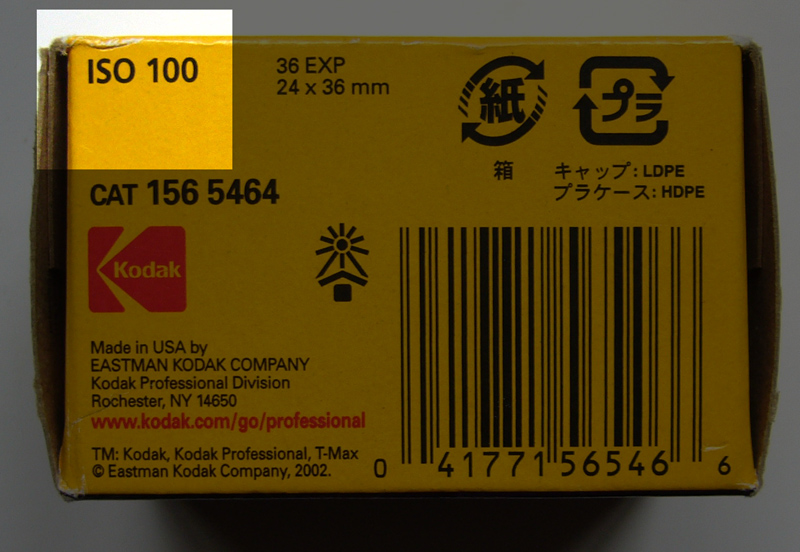 ISO 100
36 EXP
24 x 36 mm
紙
プラ
箱
キャップ: LDPE
プラケース: HDPE
CAT 156 5464
Kodak
Made in USA by
EASTMAN KODAK COMPANY
Kodak Professional Division
Rochester, NY 14650
www.kodak.com/go/professional
TM: Kodak, Kodak Professional, T-Max
© Eastman Kodak Company, 2002.
0 41771 56546 6